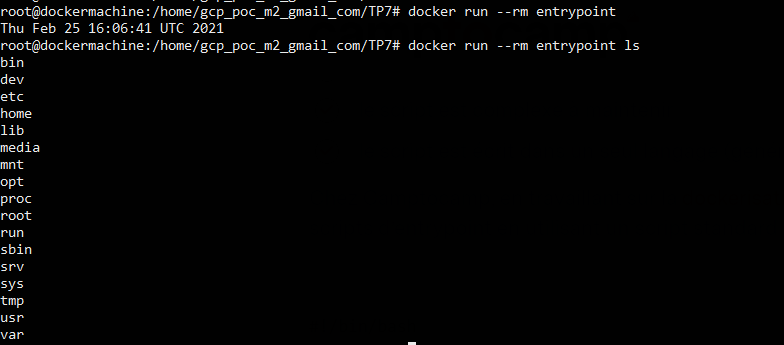 root@dockermachine:/home/gcp_poc_m2_gmail_com/TP7# docker run --rm entrypoint
Thu Feb 25 16:06:41 UTC 2021
root@dockermachine:/home/gcp_poc_m2_gmail_com/TP7# docker run --rm entrypoint ls
bin
dev
etc
home
lib
media
mnt
opt
proc
root
run
sbin
srv
sys
tmp
usr
var